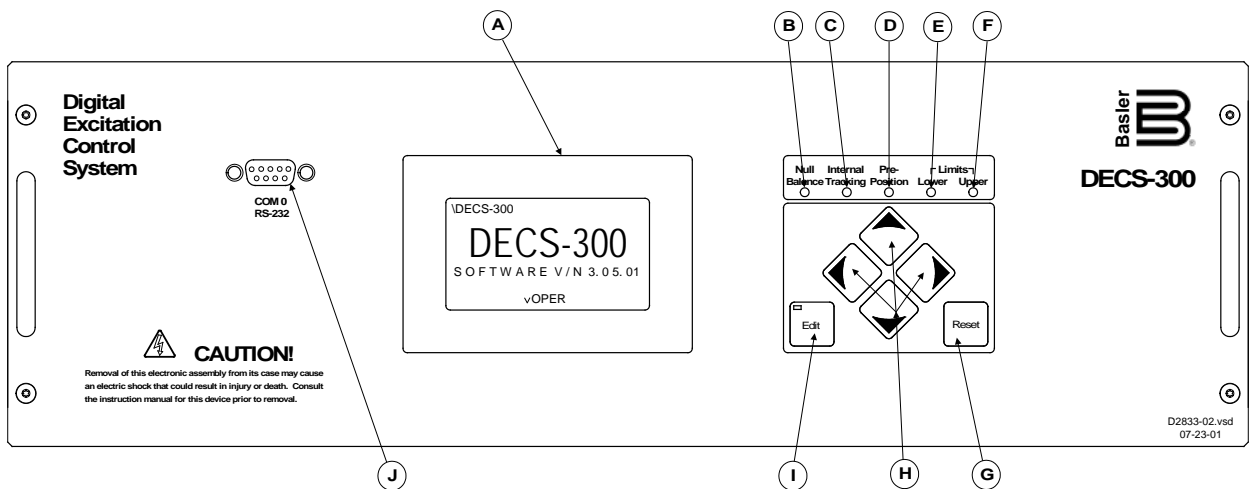 A
B
C
D
E
F
Digital
Excitation
Control
System
COM 0
RS-232
\DECS-300
DECS-300
SOFTWARE V/N 3.05.01
vOPER
Null
Balance
Internal
Tracking
Pre-
Position
Limits
Lower
Upper
Edit
Reset
Basler
B
®
DECS-300
CAUTION!
Removal of this electronic assembly from its case may cause
an electric shock that could result in injury or death. Consult
the instruction manual for this device prior to removal.
D2833-02.vsd
07-23-01
J
I
H
G